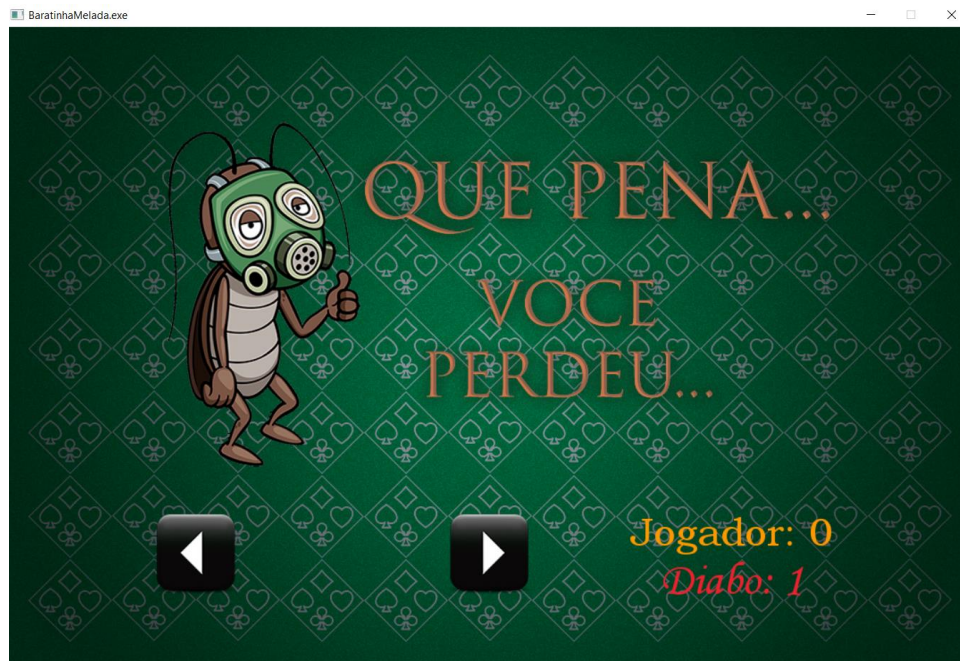 BaratinhaMelada.exe
QUE PENA...
VOCE
PERDEU...
Jogador: 0
Diabo: 1